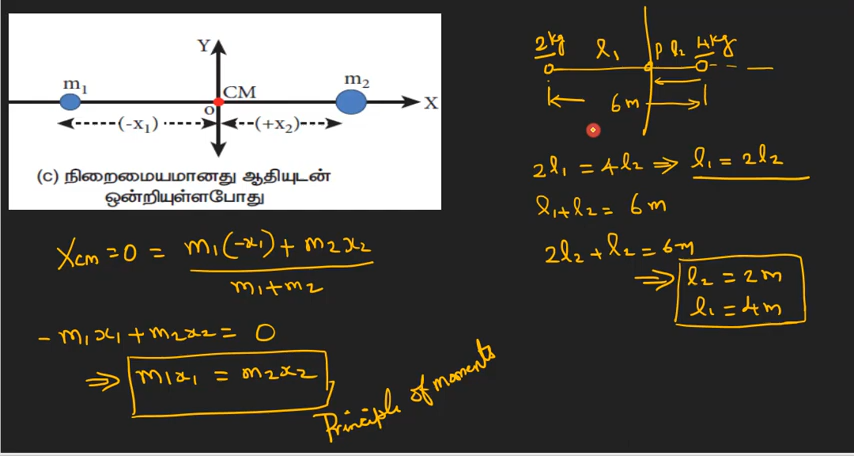 Y
m₁
CM
m₂
O
X
(-x₁)
(+x₂)
(c) நிறைமையமானது ஆதியுடன்
ஒன்றியுள்ளபோது
X_CM = 0 = (m₁(-x₁) + m₂x₂) / (m₁ + m₂)
- m₁x₁ + m₂x₂ = 0
⇒ m₁x₁ = m₂x₂
Principle of moments
2kg l₁ P l₂ 4kg
6m
2l₁ = 4l₂ ⇒ l₁ = 2l₂
l₁ + l₂ = 6m
2l₂ + l₂ = 6m
⇒ l₂ = 2m
l₁ = 4m